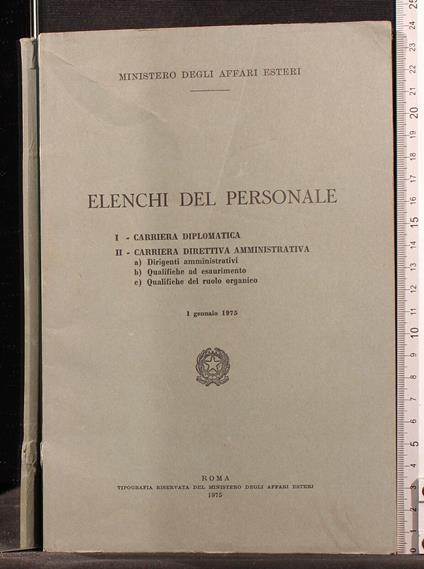 MINISTERO DEGLI AFFARI ESTERI
ELENCHI DEL PERSONALE
I - CARRIERA DIPLOMATICA
II - CARRIERA DIRETTIVA AMMINISTRATIVA
a) Dirigenti amministrativi
b) Qualifiche ad esaurimento
c) Qualifiche del ruolo organico
1 gennaio 1975
ROMA
TIPOGRAFIA RISERVATA DEL MINISTERO DEGLI AFFARI ESTERI
1975